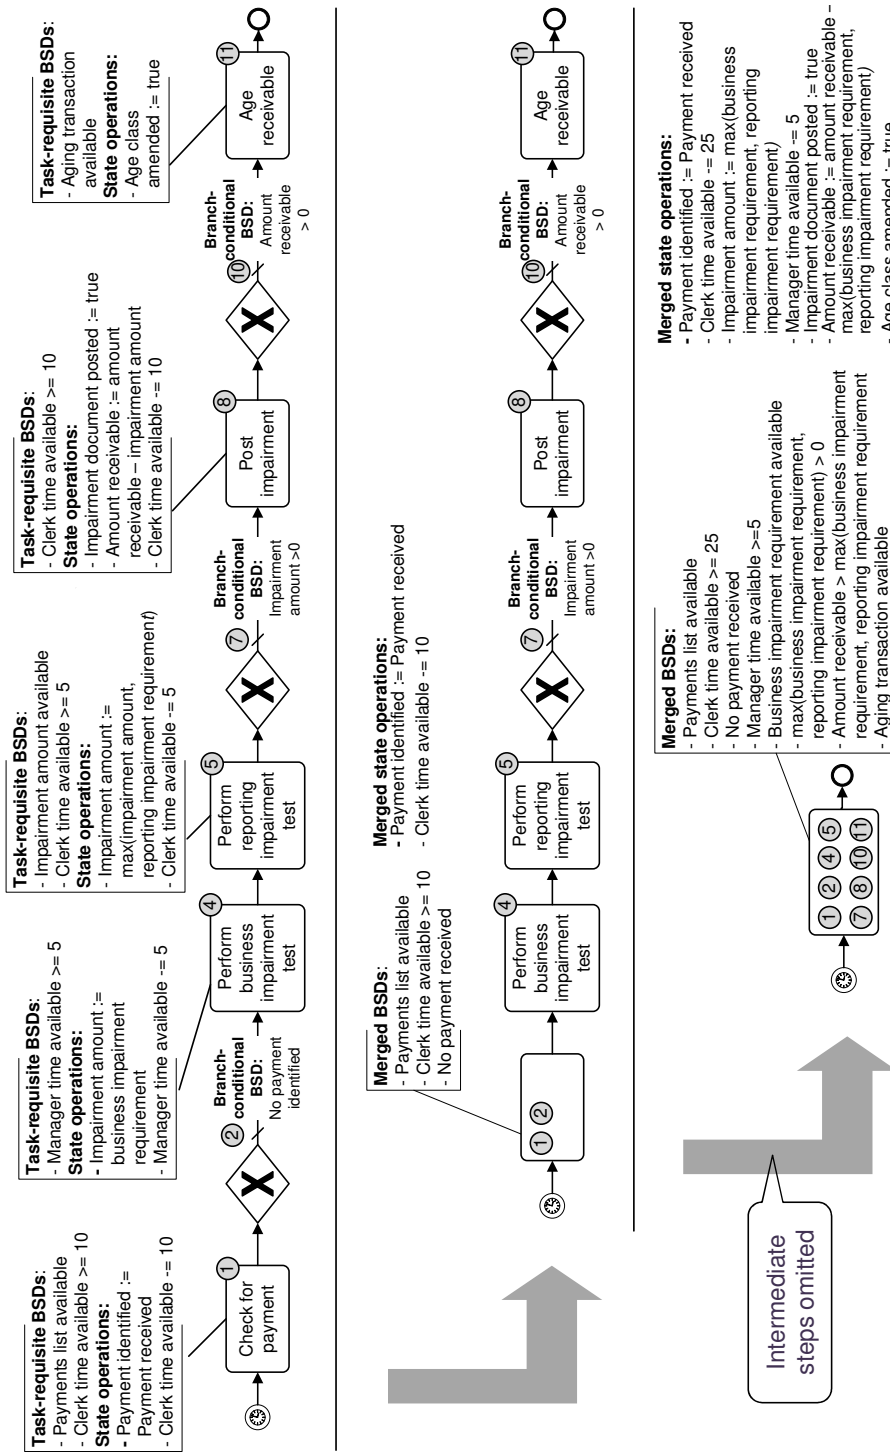 Task-requisite BSDs:
- Payments list available
- Clerk time available >= 10
State operations:
- Payment identified :=
Payment received
- Clerk time available -= 10
1
Check for
payment
X
2
Branch-
conditional
BSD:
No payment
identified
Task-requisite BSDs:
- Manager time available >= 5
State operations:
- Impairment amount :=
business impairment
requirement
- Manager time available -= 5
4
Perform
business
impairment
test
Task-requisite BSDs:
- Impairment amount available
- Clerk time available >= 5
State operations:
- Impairment amount :=
max(impairment amount,
reporting impairment requirement)
- Clerk time available -= 5
5
Perform
reporting
impairment
test
X
7
Branch-
conditional
BSD:
Impairment
amount >0
Task-requisite BSDs:
- Clerk time available >= 10
State operations:
- Impairment document posted := true
- Amount receivable := amount
receivable – impairment amount
- Clerk time available -= 10
8
Post
impairment
X
10
Branch-
conditional
BSD:
Amount
receivable
> 0
Task-requisite BSDs:
- Aging transaction
available
State operations:
- Age class
amended := true
11
Age
receivable
Merged BSDs:
- Payments list available
- Clerk time available >= 10
- No payment received
Merged state operations:
- Payment identified := Payment received
- Clerk time available -= 10
1 2
4
Perform
business
impairment
test
5
Perform
reporting
impairment
test
X
7
Branch-
conditional
BSD:
Impairment
amount >0
8
Post
impairment
X
10
Branch-
conditional
BSD:
Amount
receivable
> 0
11
Age
receivable
Intermediate
steps omitted
1 2 4 5
7 8 10 11
Merged BSDs:
- Payments list available
- Clerk time available >= 25
- No payment received
- Manager time available >=5
- Business impairment requirement available
- max(business impairment requirement,
reporting impairment requirement) > 0
- Amount receivable > max(business impairment
requirement, reporting impairment requirement
- Aging transaction available
Merged state operations:
- Payment identified := Payment received
- Clerk time available -= 25
- Impairment amount := max(business
impairment requirement, reporting
impairment requirement)
- Manager time available -= 5
- Impairment document posted := true
- Amount receivable := amount receivable –
max(business impairment requirement,
reporting impairment requirement)
- Age class amended := true